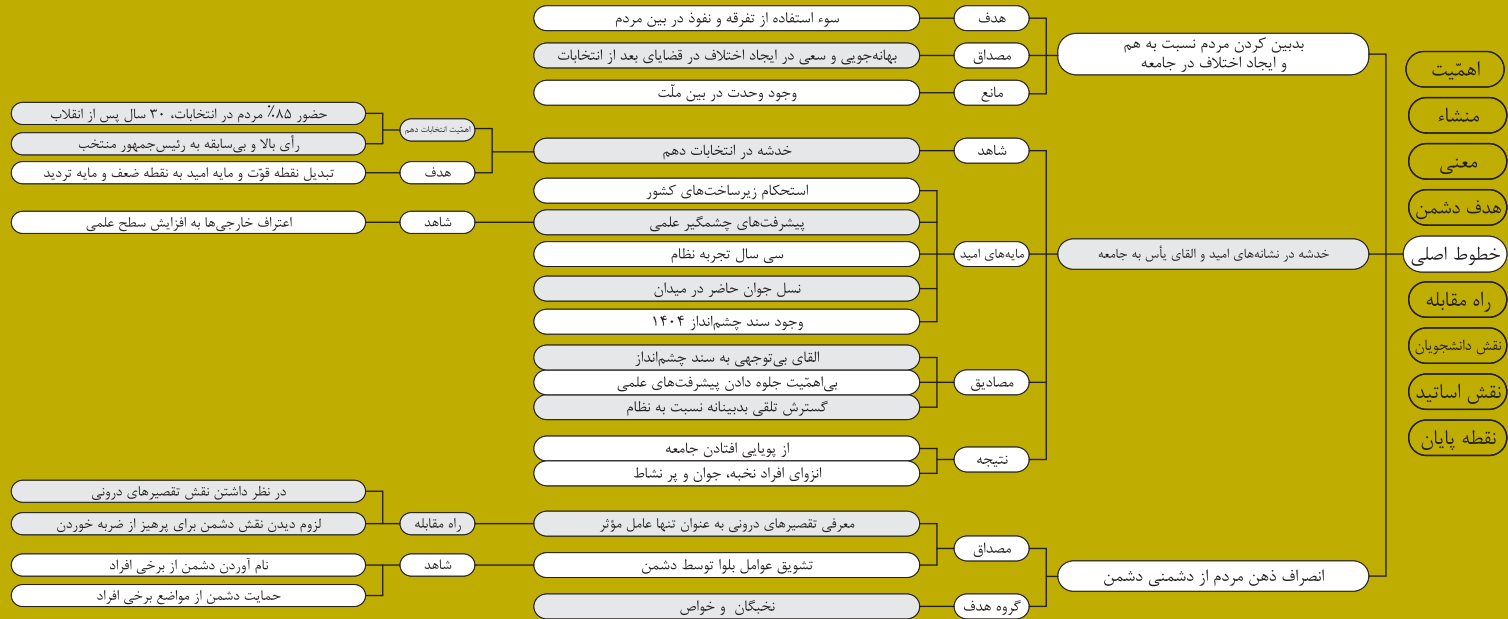 اهمّیت
منشاء
معنی
هدف دشمن
خطوط اصلی
راه مقابله
نقش دانشجویان
نقش اساتید
نقطه پایان
بدبین کردن مردم نسبت به هم
و ایجاد اختلاف در جامعه
هدف
سوء استفاده از تفرقه و نفوذ در بین مردم
مصداق
بهانه‌جویی و سعی در ایجاد اختلاف در قضایای بعد از انتخابات
مانع
وجود وحدت در بین ملّت
خدشه در نشانه‌های امید و القای یأس به جامعه
شاهد
خدشه در انتخابات دهم
اهمّیت انتخابات دهم
حضور ۸۵٪ مردم در انتخابات، ۳۰ سال پس از انقلاب
رأی بالا و بی‌سابقه به رئیس‌جمهور منتخب
هدف
تبدیل نقطه قوّت و مایه امید به نقطه ضعف و مایه تردید
مایه‌های امید
استحکام زیرساخت‌های کشور
پیشرفت‌های چشمگیر علمی
شاهد
اعتراف خارجی‌ها به افزایش سطح علمی
سی سال تجربه نظام
نسل جوان حاضر در میدان
وجود سند چشم‌انداز ۱۴۰۴
مصادیق
القای بی‌توجهی به سند چشم‌انداز
بی‌اهمّیت جلوه دادن پیشرفت‌های علمی
گسترش تلقی بدبینانه نسبت به نظام
نتیجه
از پویایی افتادن جامعه
انزوای افراد نخبه، جوان و پر نشاط
انصراف ذهن مردم از دشمنی دشمن
مصداق
معرفی تقصیرهای درونی به عنوان تنها عامل مؤثر
راه مقابله
در نظر داشتن نقش تقصیرهای درونی
لزوم دیدن نقش دشمن برای پرهیز از ضربه خوردن
تشویق عوامل بلوا توسط دشمن
شاهد
نام آوردن دشمن از برخی افراد
حمایت دشمن از مواضع برخی افراد
گروه هدف
نخبگان و خواص